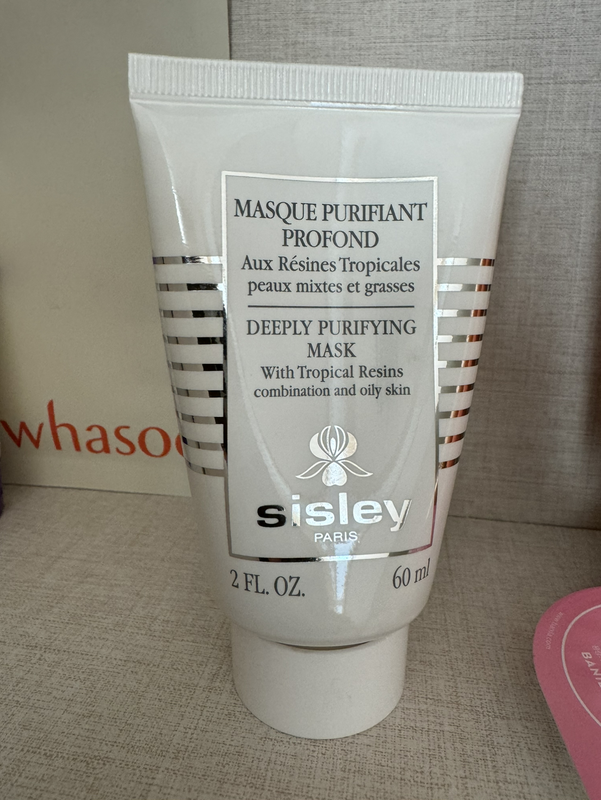 MASQUE PURIFIANT
PROFOND
Aux Résines Tropicales
peaux mixtes et grasses
DEEPLY PURIFYING
MASK
With Tropical Resins
combination and oily skin
sisley
PARIS
2 FL. OZ. 60 ml
whasoo